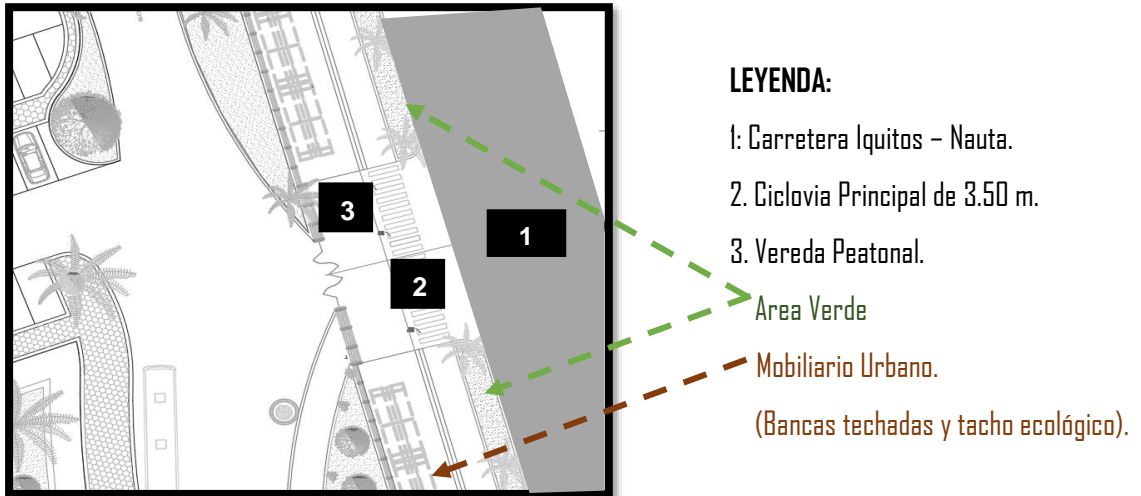 3
1
2
LEYENDA:
1: Carretera Iquitos – Nauta.
2. Ciclovia Principal de 3.50 m.
3. Vereda Peatonal.
Area Verde
Mobiliario Urbano.
(Bancas techadas y tacho ecológico).